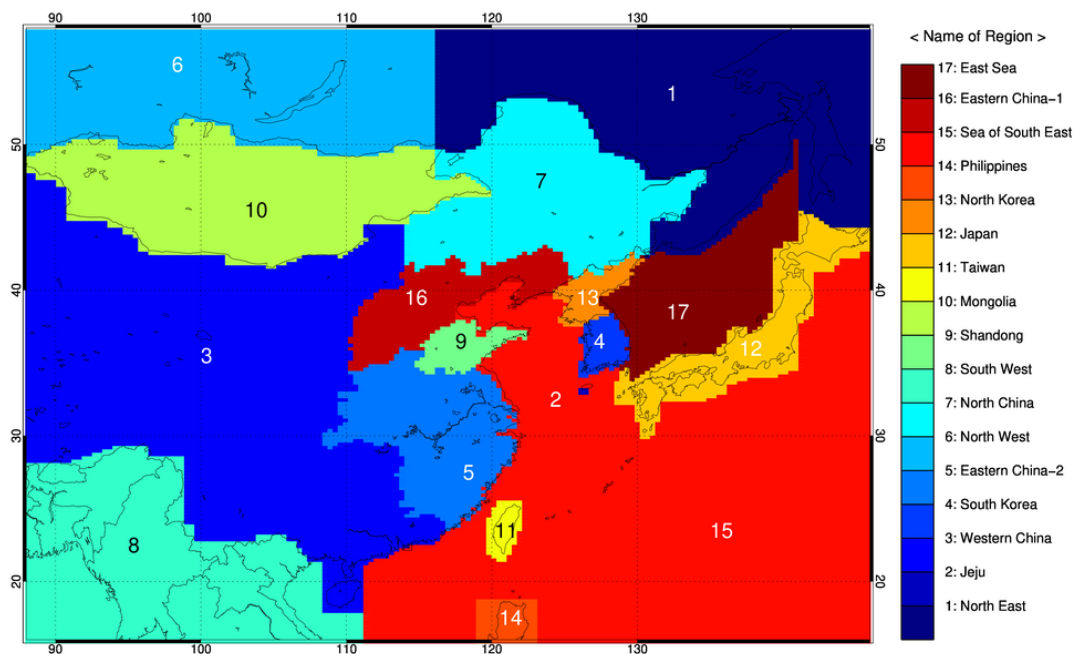 90 100 110 120 130
< Name of Region >
6
1
17: East Sea
16: Eastern China-1
50
50
15: Sea of South East
7
14: Philippines
10
13: North Korea
12: Japan
11: Taiwan
40
40
16
13
17
10: Mongolia
9
4
12
9: Shandong
3
8: South West
2
7: North China
30
30
6: North West
5
5: Eastern China-2
4: South Korea
11
15
8
3: Western China
20
20
2: Jeju
14
1: North East
90 100 110 120 130